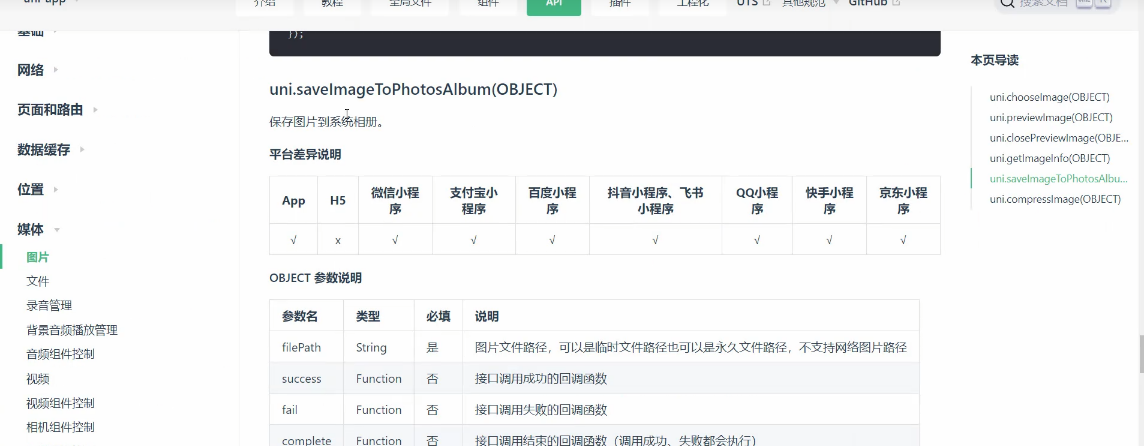 uni-app
介绍
教程
全局文件
组件
API
插件
工程化
UTS
其他规范
GitHub
搜索文档
基础
网络
页面和路由
数据缓存
位置
媒体
图片
文件
录音管理
背景音频播放管理
音频组件控制
视频
视频组件控制
相机组件控制
});
uni.saveImageToPhotosAlbum(OBJECT)
保存图片到系统相册。
平台差异说明
App H5 微信小程序 支付宝小程序 百度小程序 抖音小程序、飞书小程序 QQ小程序 快手小程序 京东小程序
√ x √ √ √ √ √ √ √
OBJECT 参数说明
参数名 类型 必填 说明
filePath String 是 图片文件路径，可以是临时文件路径也可以是永久文件路径，不支持网络图片路径
success Function 否 接口调用成功的回调函数
fail Function 否 接口调用失败的回调函数
complete Function 否 接口调用结束的回调函数（调用成功、失败都会执行）
本页导读
uni.chooseImage(OBJECT)
uni.previewImage(OBJECT)
uni.closePreviewImage(OBJE...
uni.getImageInfo(OBJECT)
uni.saveImageToPhotosAlbu...
uni.compressImage(OBJECT)